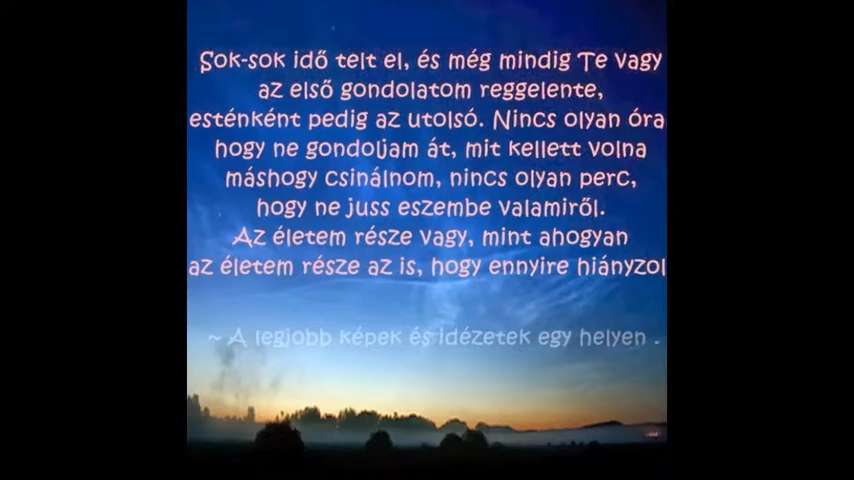 Sok-sok idő telt el, és még mindig Te vagy
az első gondolatom reggelente,
esténként pedig az utolsó. Nincs olyan óra
hogy ne gondoljam át, mit kellett volna
máshogy csinálnom, nincs olyan perc,
hogy ne juss eszembe valamiről.
Az életem része vagy, mint ahogyan
az életem része az is, hogy ennyire hiányzol
~ A legjobb képek és idézetek egy helyen .